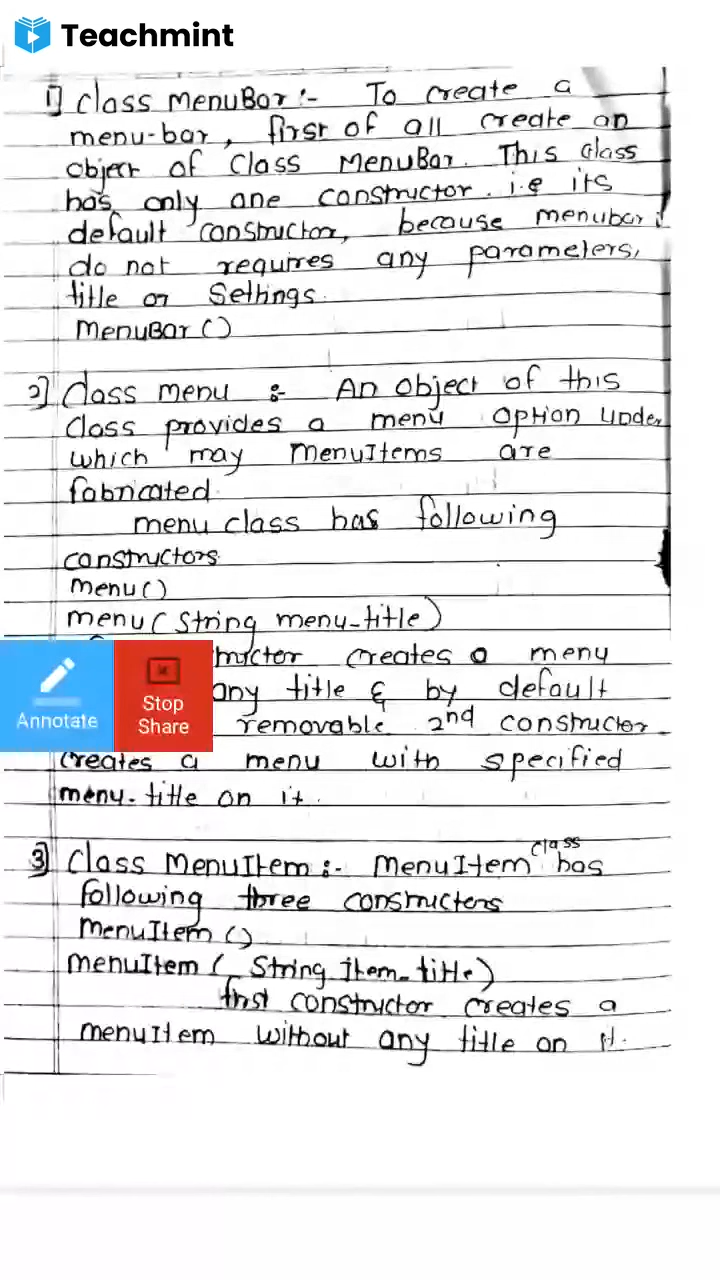 Teachmint
1] Class MenuBar :- To create a
menu-bar, first of all create an
object of Class MenuBar. This class
has only one constructor. i.e its
default constructor, because menubar
do not requires any parameters,
title or Settings.
MenuBar ()
2] Class menu :- An Object of this
class provides a menu option under
which may MenuItems are
fabricated.
menu class has following
constructors.
menu ()
menu ( String menu-title )
creates a menu
any title & by default
removable 2nd constructor
creates a menu with specified
menu-title on it.
3] Class MenuItem :- MenuItem class has
following three constructors
MenuItem ()
menuItem ( String item-title )
first constructor creates a
menuItem without any title on it.
Annotate
Stop
Share